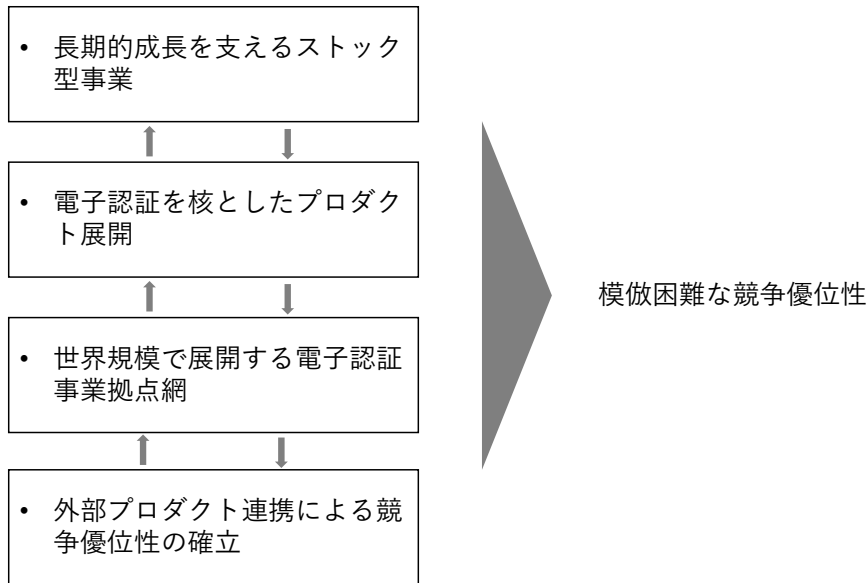 • 長期的成長を支えるストック
型事業
• 電子認証を核としたプロダク
ト展開
• 世界規模で展開する電子認証
事業拠点網
• 外部プロダクト連携による競
争優位性の確立
模倣困難な競争優位性